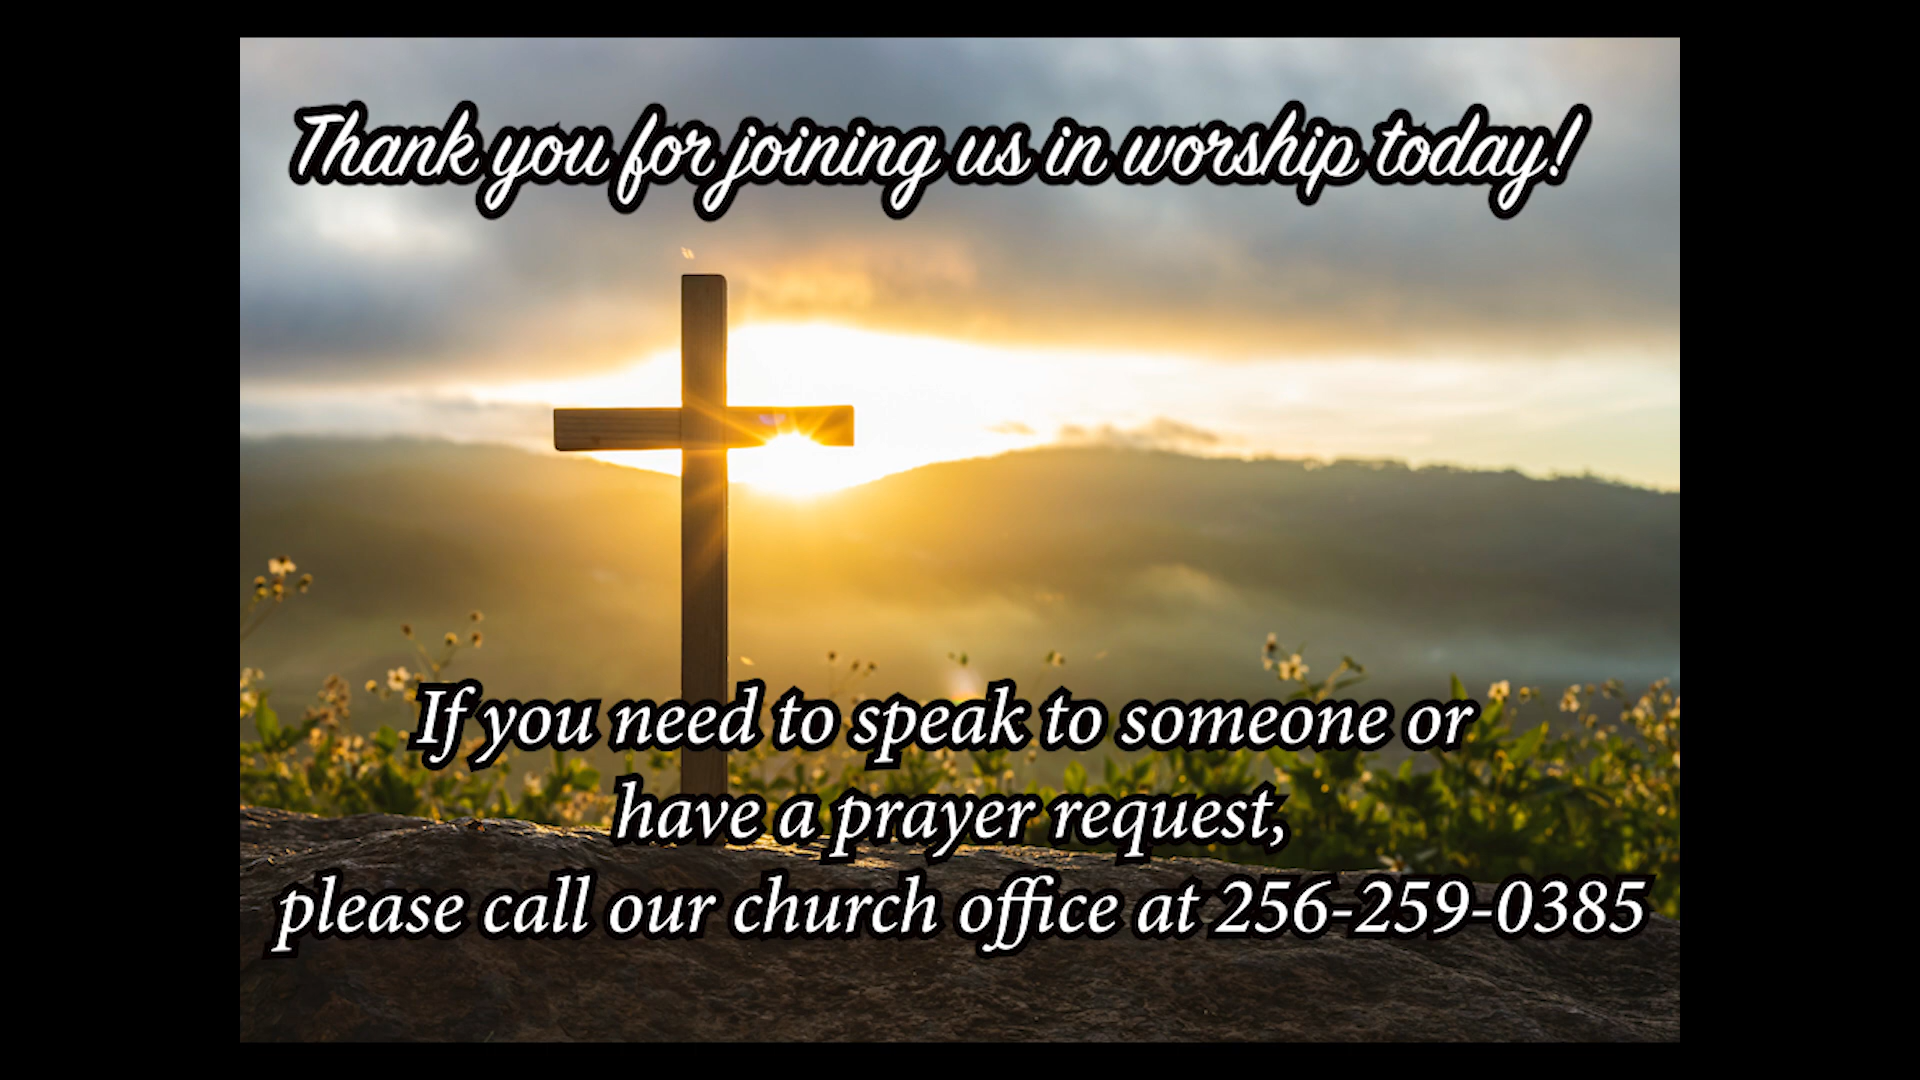 Thank you for joining us in worship today!
If you need to speak to someone or
have a prayer request,
please call our church office at 256-259-0385